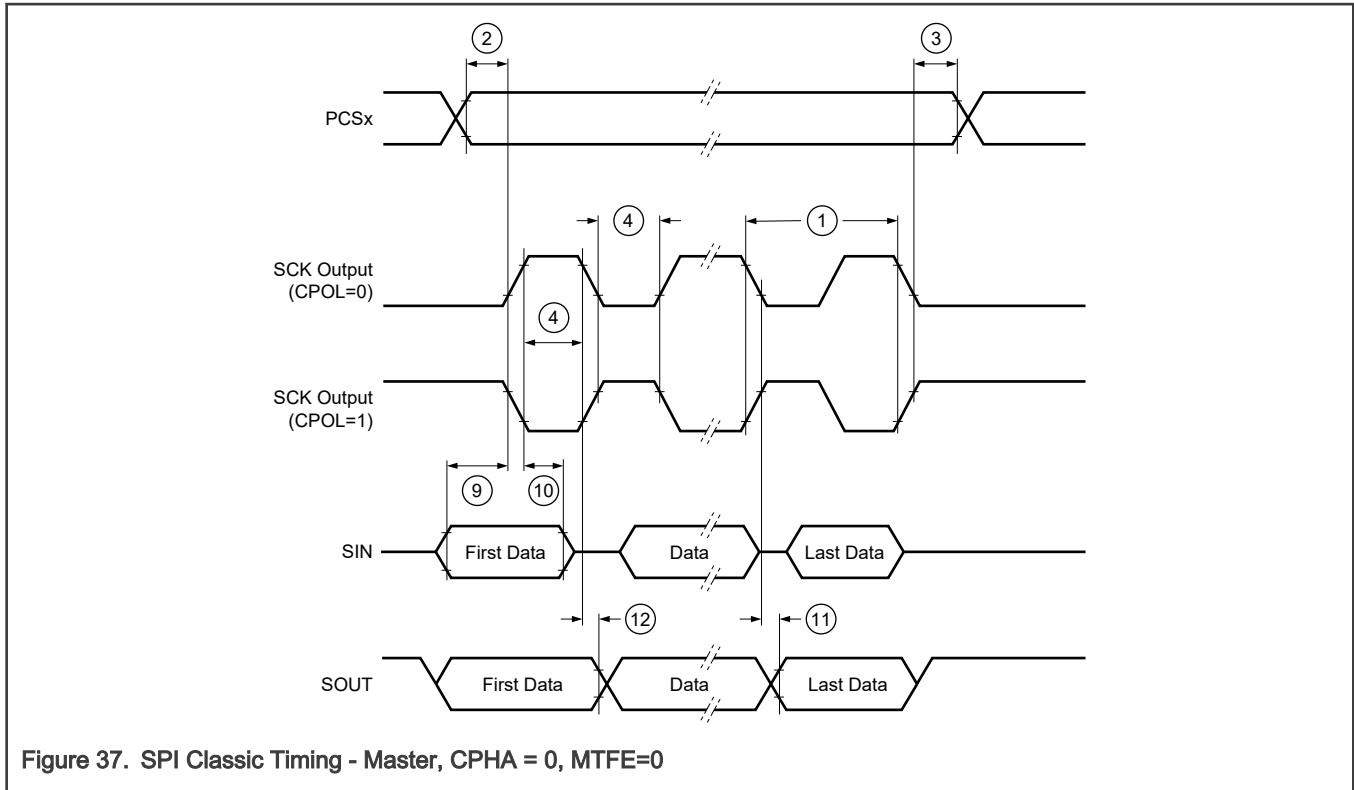 2
3
PCSx
4
1
SCK Output
(CPOL=0)
4
SCK Output
(CPOL=1)
9
10
SIN
First Data
Data
Last Data
12
11
SOUT
First Data
Data
Last Data
Figure 37. SPI Classic Timing - Master, CPHA = 0, MTFE=0